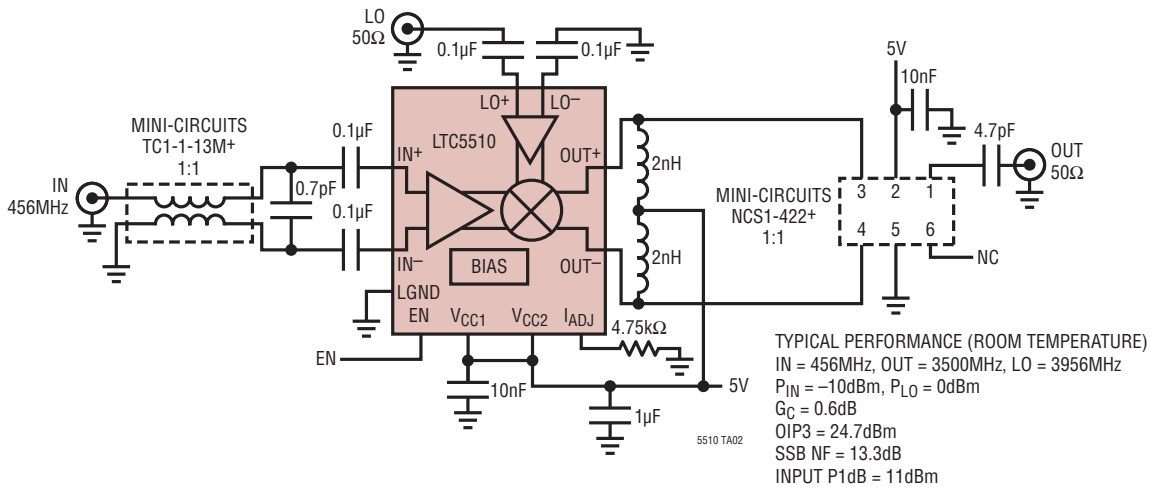 LO
50Ω
0.1µF
0.1µF
5V
10nF
4.7pF
OUT
50Ω
MINI-CIRCUITS
TC1-1-13M+
1:1
IN
456MHz
0.7pF
0.1µF
0.1µF
LO+
LO–
LTC5510
IN+
IN–
OUT+
OUT–
BIAS
LGND
EN
VCC1
VCC2
IADJ
2nH
2nH
MINI-CIRCUITS
NCS1-422+
1:1
3 2 1
4 5 6
NC
EN
4.75kΩ
10nF
1µF
5V
5510 TA02
TYPICAL PERFORMANCE (ROOM TEMPERATURE)
IN = 456MHz, OUT = 3500MHz, LO = 3956MHz
PIN = –10dBm, PLO = 0dBm
GC = 0.6dB
OIP3 = 24.7dBm
SSB NF = 13.3dB
INPUT P1dB = 11dBm